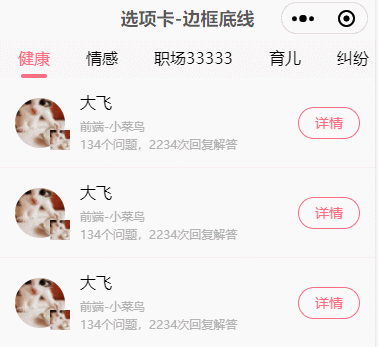 选项卡-边框底线
健康 情感 职场33333 育儿 纠纷
大飞
前端-小菜鸟
134个问题，2234次回复解答
详情
大飞
前端-小菜鸟
134个问题，2234次回复解答
详情
大飞
前端-小菜鸟
134个问题，2234次回复解答
详情